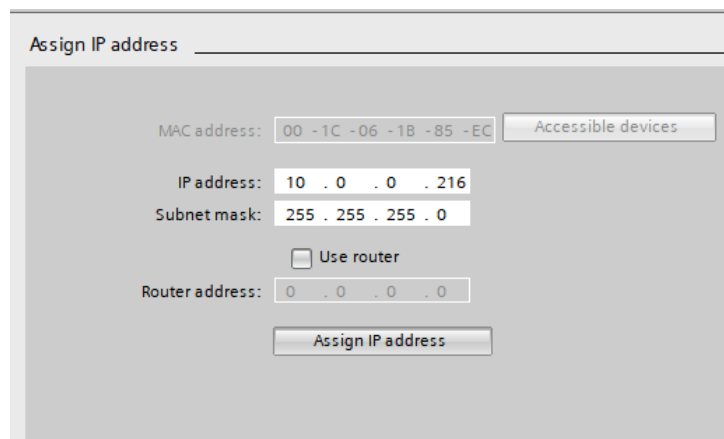 Assign IP address
MAC address: 00 - 1C - 06 - 1B - 85 - EC Accessible devices
IP address: 10 . 0 . 0 . 216
Subnet mask: 255 . 255 . 255 . 0
Use router
Router address: 0 . 0 . 0 . 0
Assign IP address